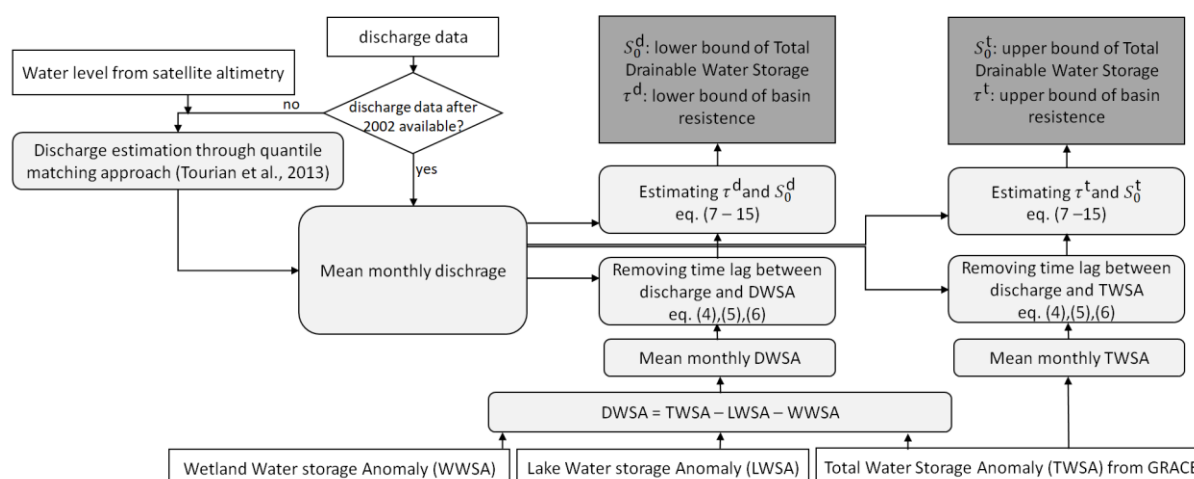 discharge data
Water level from satellite altimetry
no
discharge data after
2002 available?
yes
Discharge estimation through quantile
matching approach (Tourian et al., 2013)
Mean monthly dischrage
S₀ᵈ: lower bound of Total
Drainable Water Storage
τᵈ: lower bound of basin
resistence
Estimating τᵈand S₀ᵈ
eq. (7 – 15)
Removing time lag between
discharge and DWSA
eq. (4),(5),(6)
Mean monthly DWSA
S₀ᵗ: upper bound of Total
Drainable Water Storage
τᵗ: upper bound of basin
resistence
Estimating τᵗand S₀ᵗ
eq. (7 –15)
Removing time lag between
discharge and TWSA
eq. (4),(5),(6)
Mean monthly TWSA
DWSA = TWSA – LWSA – WWSA
Wetland Water storage Anomaly (WWSA)
Lake Water storage Anomaly (LWSA)
Total Water Storage Anomaly (TWSA) from GRACE